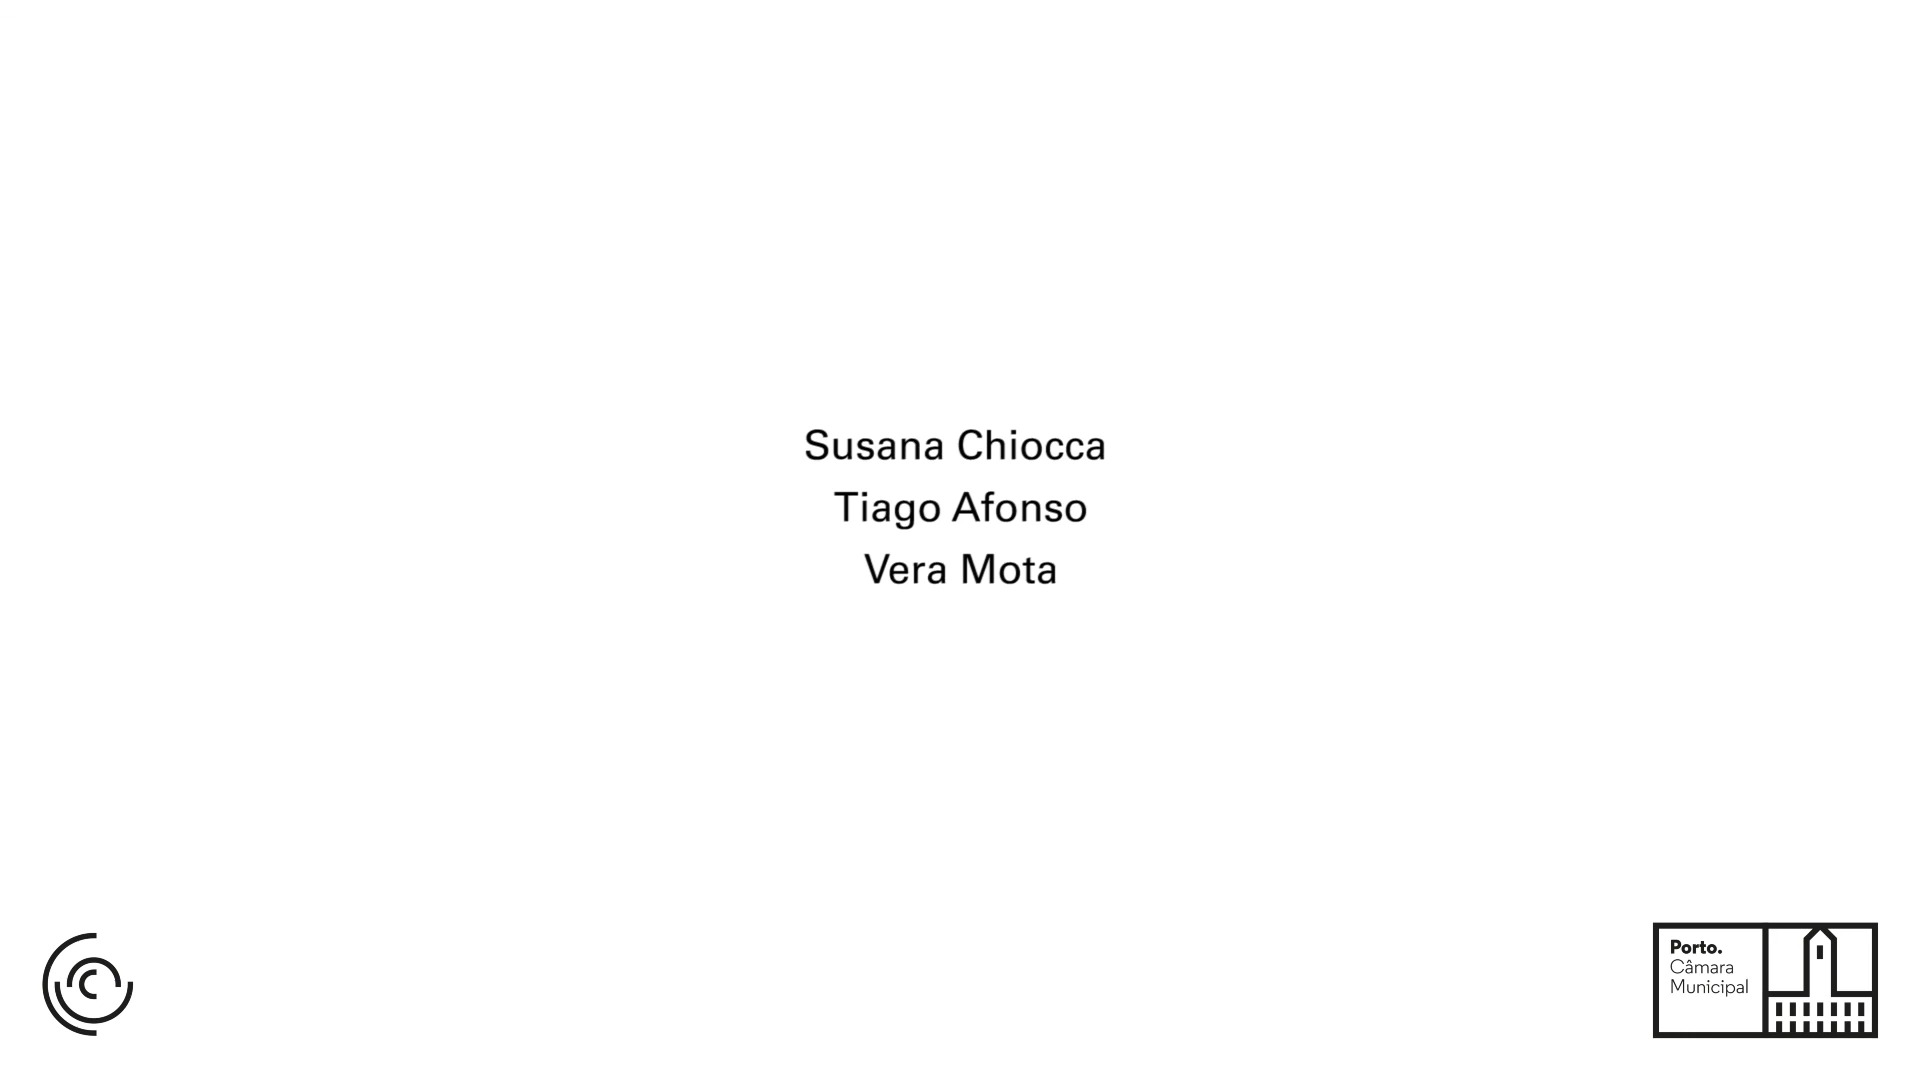 Susana Chiocca
Tiago Afonso
Vera Mota
Porto.
Câmara
Municipal